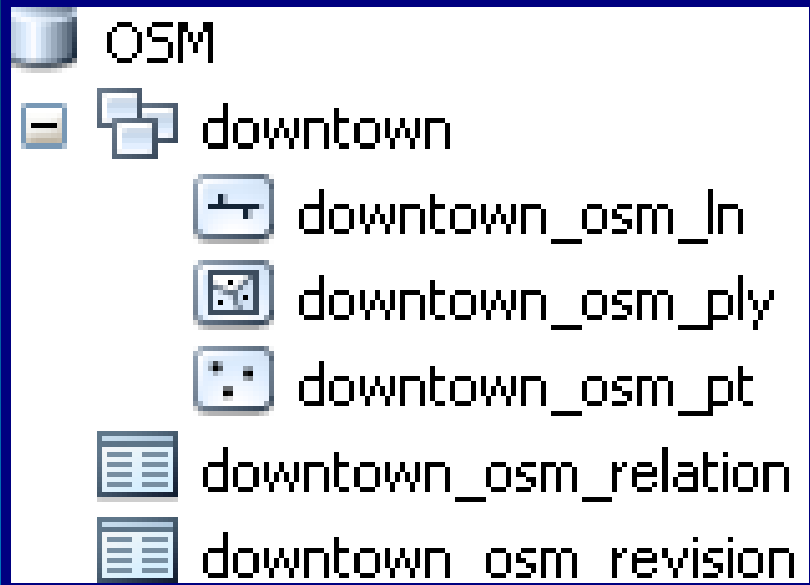 OSM
downtown
downtown_osm_ln
downtown_osm_ply
downtown_osm_pt
downtown_osm_relation
downtown_osm_revision